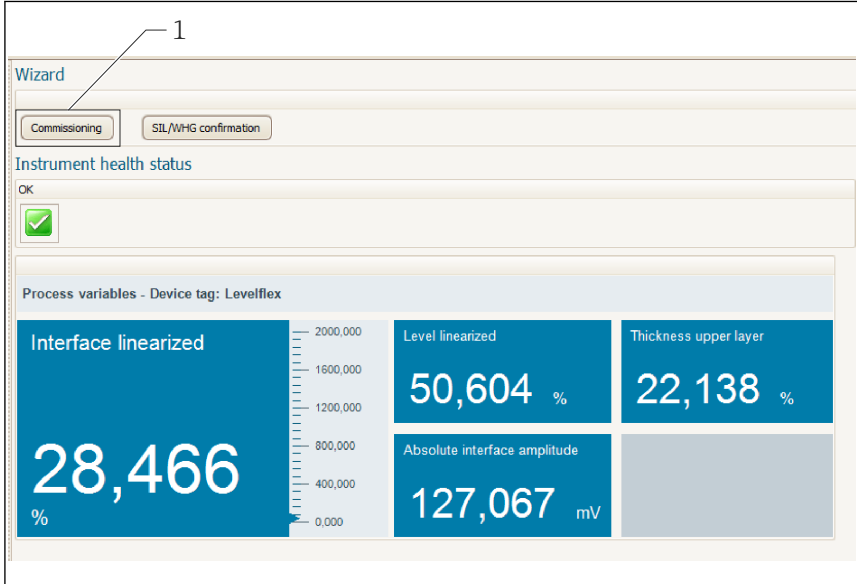 1
Wizard
Commissioning SIL/WHG confirmation
Instrument health status
OK
Process variables - Device tag: Levelflex
Interface linearized
28,466
%
2000,000
1600,000
1200,000
800,000
400,000
0,000
Level linearized
50,604 %
Thickness upper layer
22,138 %
Absolute interface amplitude
127,067 mV